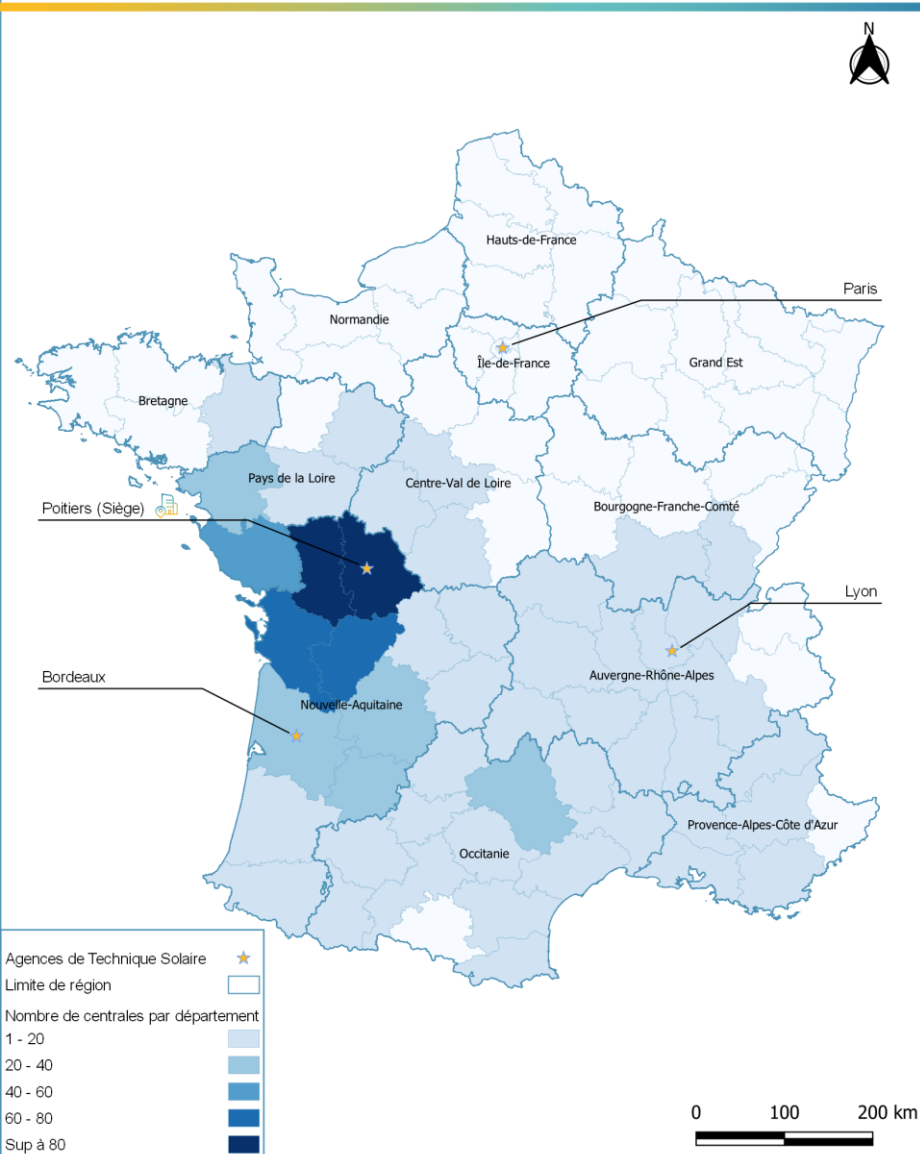 N
Hauts-de-France
Paris
Normandie
Île-de-France
Grand Est
Bretagne
Pays de la Loire
Centre-Val de Loire
Poitiers (Siège)
Bourgogne-Franche-Comté
Lyon
Bordeaux
Auvergne-Rhône-Alpes
Nouvelle-Aquitaine
Provence-Alpes-Côte d'Azur
Occitanie
Agences de Technique Solaire
Limite de région
Nombre de centrales par département
1 - 20
20 - 40
40 - 60
60 - 80
Sup à 80
0 100 200 km